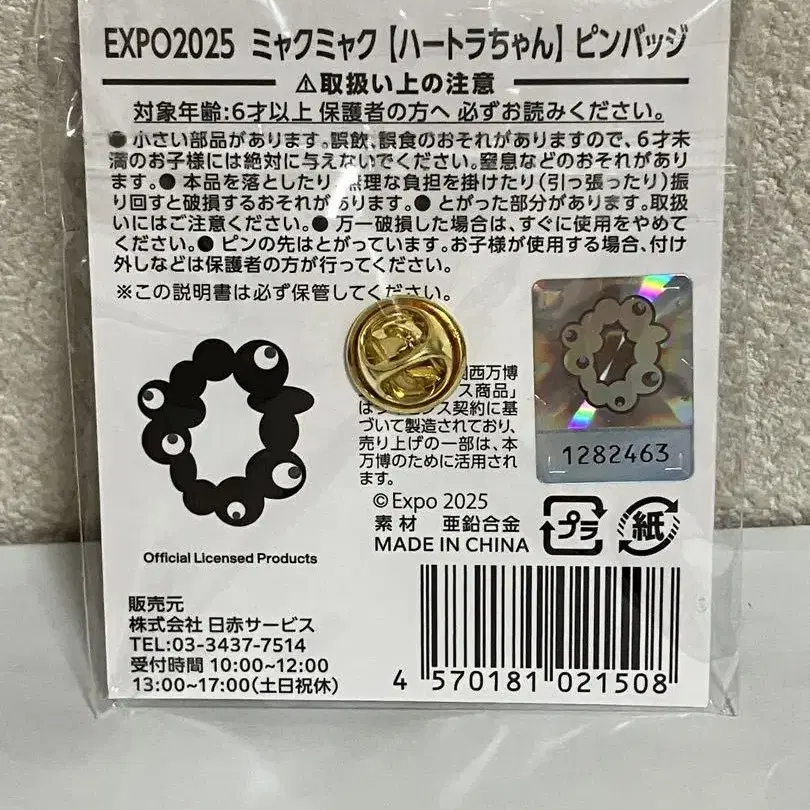 EXPO2025 ミャクミャク【ハートラちゃん】ピンバッジ
⚠取扱い上の注意
対象年齢:6才以上 保護者の方へ 必ずお読みください。
● 小さい部品があります。誤飲、誤食のおそれがありますので、6才未
満のお子様には絶対に与えないでください。窒息などのおそれがあり
ます。● 本品を落としたり、無理な負担を掛けたり(引っ張ったり)振
り回すと破損するおそれがあります。● とがった部分があります。取扱
いにはご注意ください。● 万一破損した場合は、すぐに使用をやめて
ください。● ピンの先はとがっています。お子様が使用する場合、付け
外しなどは保護者の方が行ってください。
※この説明書は必ず保管してください。
関西万博
ス商品」
は
ンス契約に基
づいて製造されており、
売り上げの一部は、本
万博のために活用され
ます。
1282463
©Expo 2025
素材 亜鉛合金
MADE IN CHINA
プラ
紙
Official Licensed Products
販売元
株式会社 日赤サービス
TEL:03-3437-7514
受付時間 10:00~12:00
13:00~17:00(土日祝休)
4 570181 021508